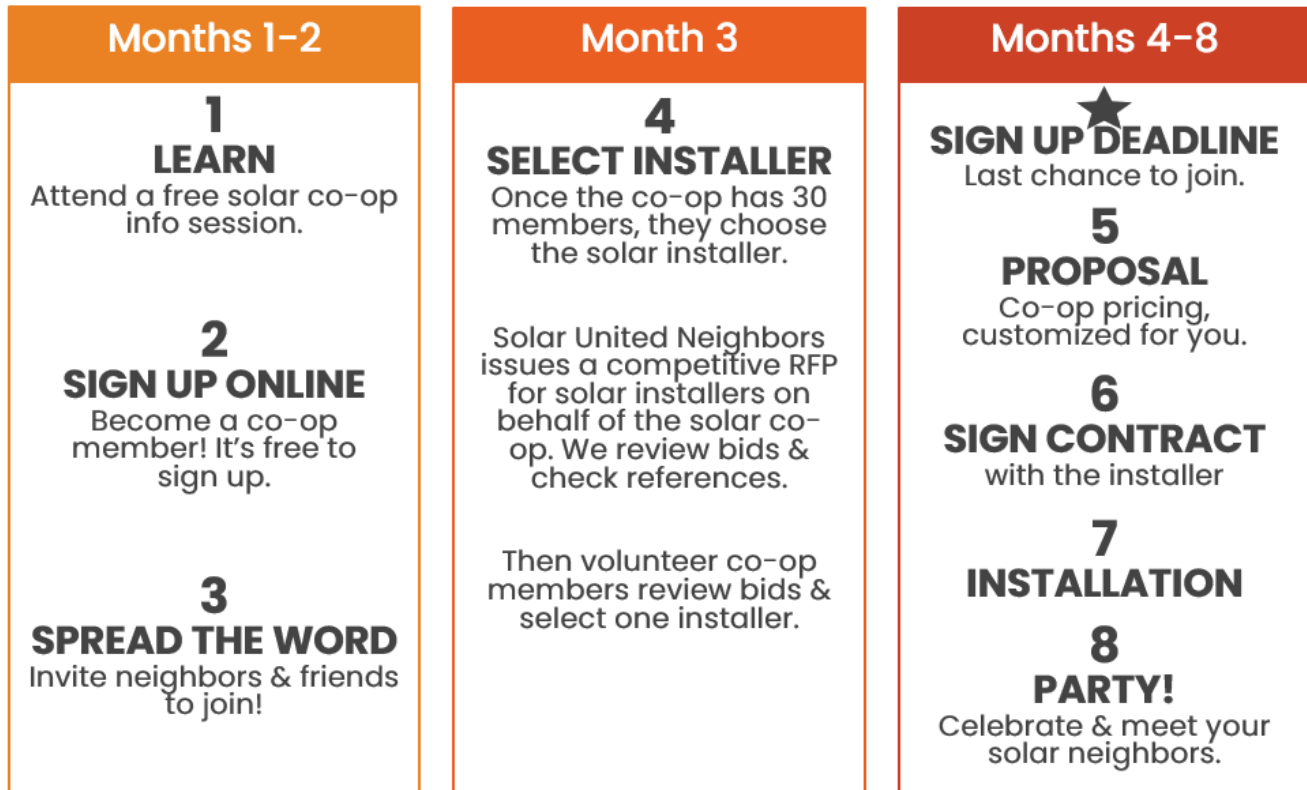 Months 1-2
1
LEARN
Attend a free solar co-op
info session.
2
SIGN UP ONLINE
Become a co-op
member! It's free to
sign up.
3
SPREAD THE WORD
Invite neighbors & friends
to join!
Month 3
4
SELECT INSTALLER
Once the co-op has 30
members, they choose
the solar installer.
Solar United Neighbors
issues a competitive RFP
for solar installers on
behalf of the solar co-
op. We review bids &
check references.
Then volunteer co-op
members review bids &
select one installer.
Months 4-8
SIGN UP DEADLINE
Last chance to join.
5
PROPOSAL
Co-op pricing,
customized for you.
6
SIGN CONTRACT
with the installer
7
INSTALLATION
8
PARTY!
Celebrate & meet your
solar neighbors.